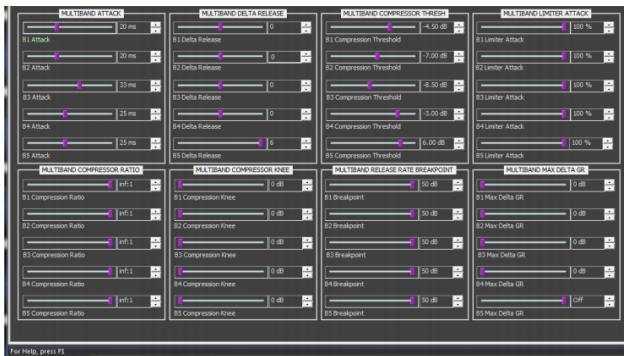 MULTIBAND ATTACK
20 ms
B1 Attack
20 ms
B2 Attack
33 ms
B3 Attack
25 ms
B4 Attack
25 ms
B5 Attack
MULTIBAND DELTA RELEASE
0
B1 Delta Release
0
B2 Delta Release
0
B3 Delta Release
0
B4 Delta Release
6
B5 Delta Release
MULTIBAND COMPRESSOR THRESH
-4.50 dB
B1 Compression Threshold
-7.00 dB
B2 Compression Threshold
-8.50 dB
B3 Compression Threshold
-3.00 dB
B4 Compression Threshold
6.00 dB
B5 Compression Threshold
MULTIBAND LIMITER ATTACK
100 %
B1 Limiter Attack
100 %
B2 Limiter Attack
100 %
B3 Limiter Attack
100 %
B4 Limiter Attack
100 %
B5 Limiter Attack
MULTIBAND COMPRESSOR RATIO
inf:1
B1 Compression Ratio
inf:1
B2 Compression Ratio
inf:1
B3 Compression Ratio
inf:1
B4 Compression Ratio
inf:1
B5 Compression Ratio
MULTIBAND COMPRESSOR KNEE
0 dB
B1 Compression Knee
0 dB
B2 Compression Knee
0 dB
B3 Compression Knee
0 dB
B4 Compression Knee
0 dB
B5 Compression Knee
MULTIBAND RELEASE RATE BREAKPOINT
50 dB
B1 Breakpoint
50 dB
B2 Breakpoint
50 dB
B3 Breakpoint
50 dB
B4 Breakpoint
50 dB
B5 Breakpoint
MULTIBAND MAX DELTA GR
0 dB
B1 Max Delta GR
0 dB
B2 Max Delta GR
0 dB
B3 Max Delta GR
0 dB
B4 Max Delta GR
Off
B5 Max Delta GR
For Help, press F1